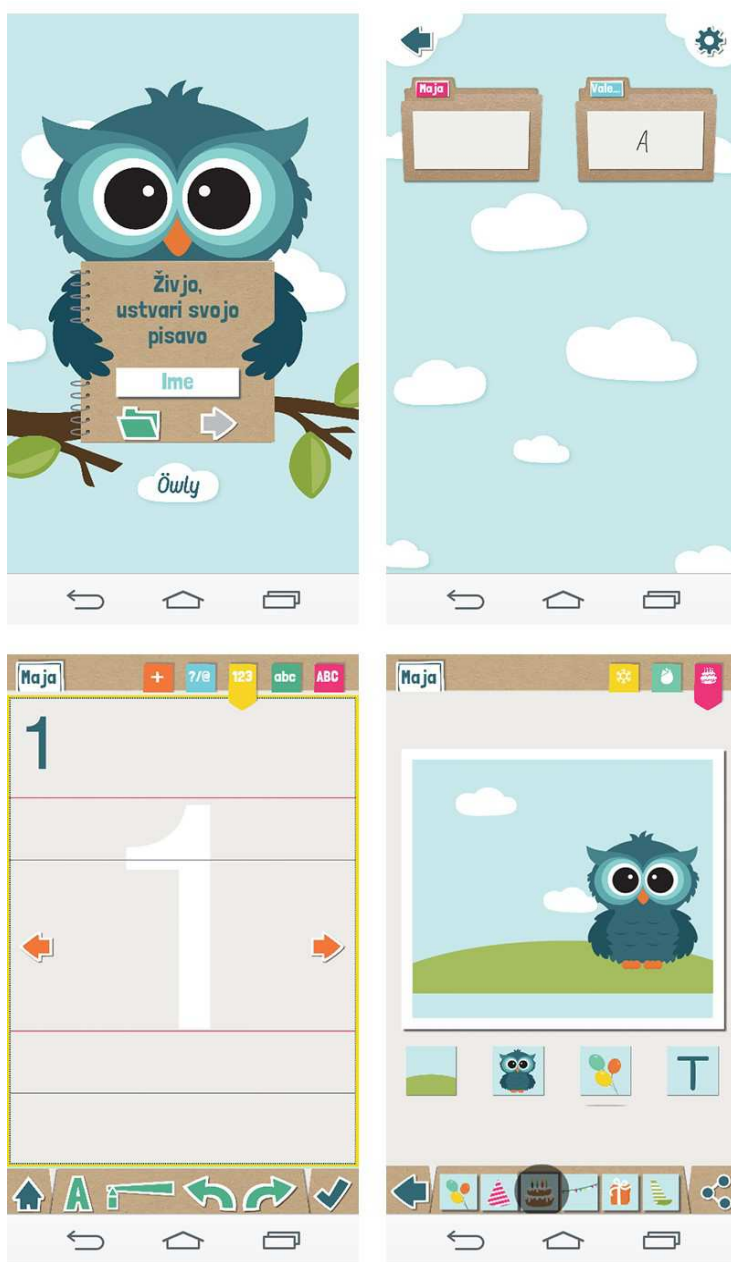 Živjo,
ustvari svojo
pisavo
Ime
Öwly
Maja
Vale...
A
Maja
+
?/@
123
abc
ABC
1
1
A
Maja
T